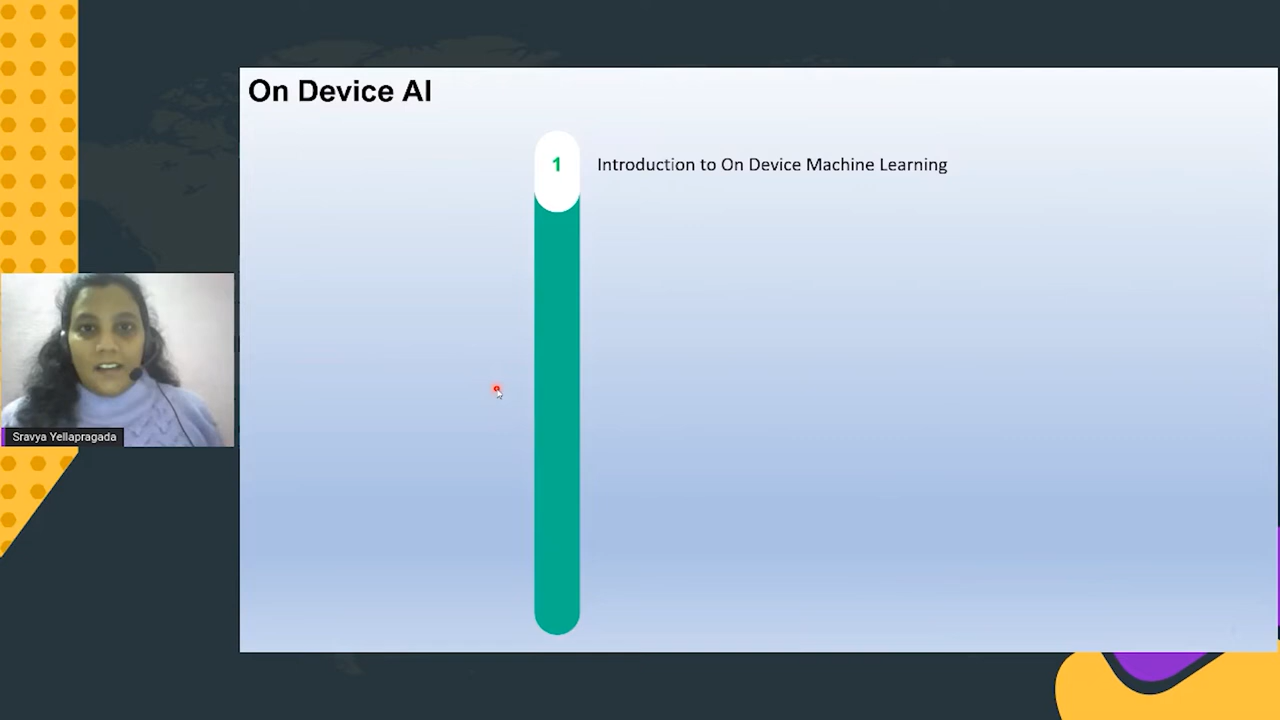 On Device AI
1 Introduction to On Device Machine Learning
Sravya Yellapragada